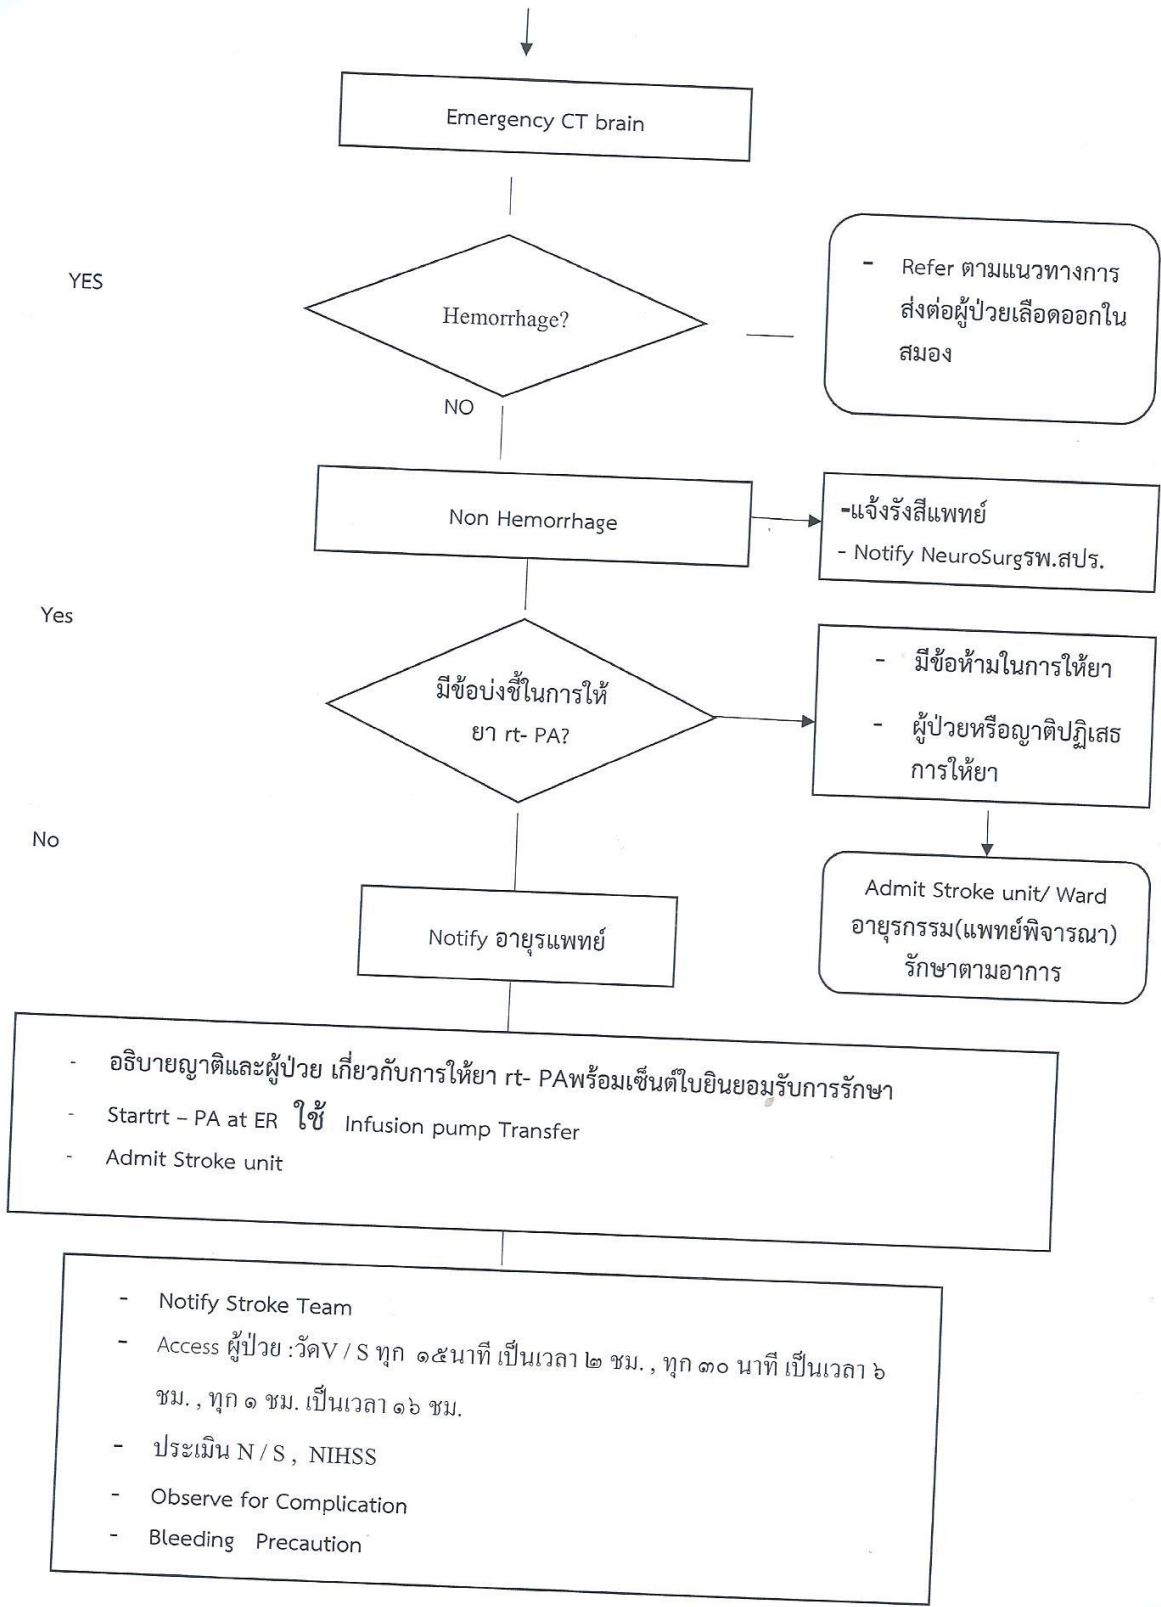 Emergency CT brain
YES
Hemorrhage?
- Refer ตามแนวทางการ
ส่งต่อผู้ป่วยเลือดออกใน
สมอง
NO
Non Hemorrhage
-แจ้งรังสีแพทย์
- Notify NeuroSurgรพ.สปร.
Yes
มีข้อบ่งชี้ในการให้
ยา rt- PA?
- มีข้อห้ามในการให้ยา
- ผู้ป่วยหรือญาติปฏิเสธ
การให้ยา
No
Notify อายุรแพทย์
Admit Stroke unit/ Ward
อายุรกรรม(แพทย์พิจารณา)
รักษาตามอาการ
- อธิบายญาติและผู้ป่วย เกี่ยวกับการให้ยา rt- PAพร้อมเซ็นต์ใบยินยอมรับการรักษา
- Startrt – PA at ER ใช้ Infusion pump Transfer
- Admit Stroke unit
- Notify Stroke Team
- Access ผู้ป่วย :วัดV / S ทุก ๑๕นาที เป็นเวลา ๒ ชม. , ทุก ๓๐ นาที เป็นเวลา ๖
ชม. , ทุก ๑ ชม. เป็นเวลา ๑๖ ชม.
- ประเมิน N / S , NIHSS
- Observe for Complication
- Bleeding Precaution